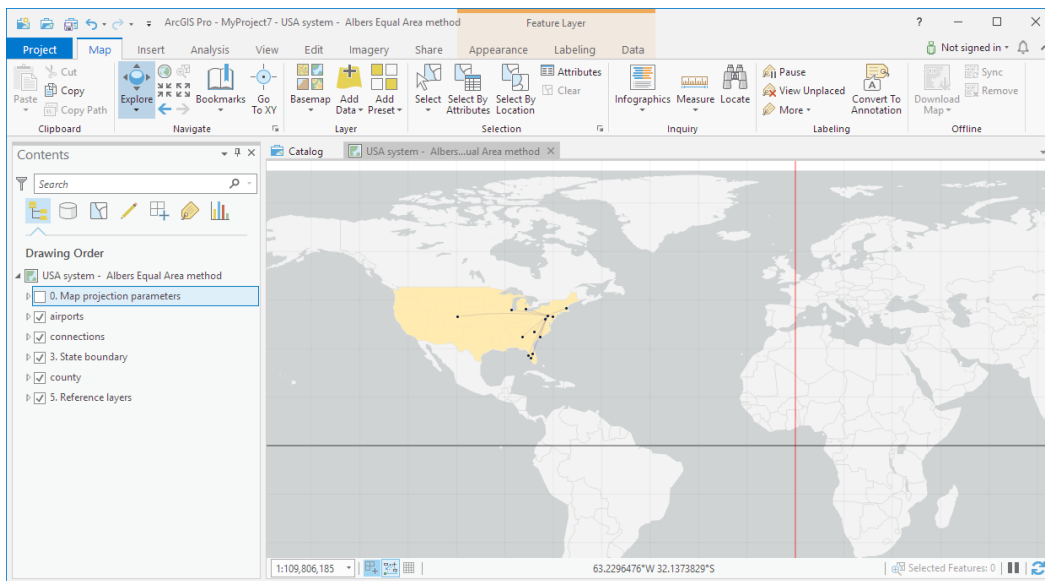 ArcGIS Pro - MyProject7 - USA system - Albers Equal Area method
Feature Layer
?
Project Map Insert Analysis View Edit Imagery Share Appearance Labeling Data
Not signed in
Paste
Cut
Copy
Copy Path
Explore
Bookmarks
Go To XY
Basemap
Add Data
Add Preset
Select
Select By Attributes
Select By Location
Attributes
Clear
Infographics
Measure
Locate
Pause
View Unplaced
More
Convert To Annotation
Download Map
Sync
Remove
Clipboard
Navigate
Layer
Selection
Inquiry
Labeling
Offline
Contents
Catalog
USA system - Albers...ual Area method
Search
Drawing Order
USA system - Albers Equal Area method
0. Map projection parameters
airports
connections
3. State boundary
county
5. Reference layers
1:109,806,185
63.2296476°W 32.1373829°S
Selected Features: 0